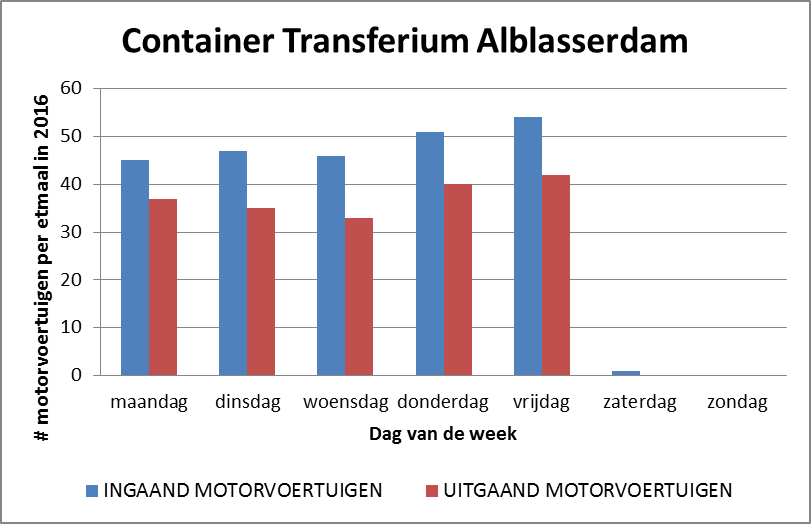 Container Transferium Alblasserdam
# motorvoertuigen per etmaal in 2016
60
50
40
30
20
10
0
maandag dinsdag woensdag donderdag vrijdag zaterdag zondag
Dag van de week
INGAAND MOTORVOERTUIGEN UITGAAND MOTORVOERTUIGEN